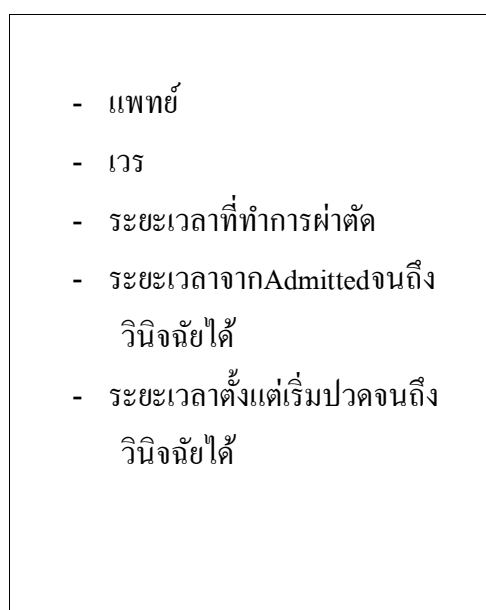 - แพทย์
- เวร
- ระยะเวลาที่ทำการผ่าตัด
- ระยะเวลาจากAdmittedจนถึง
วินิจฉัยได้
- ระยะเวลาตั้งแต่เริ่มปวดจนถึง
วินิจฉัยได้